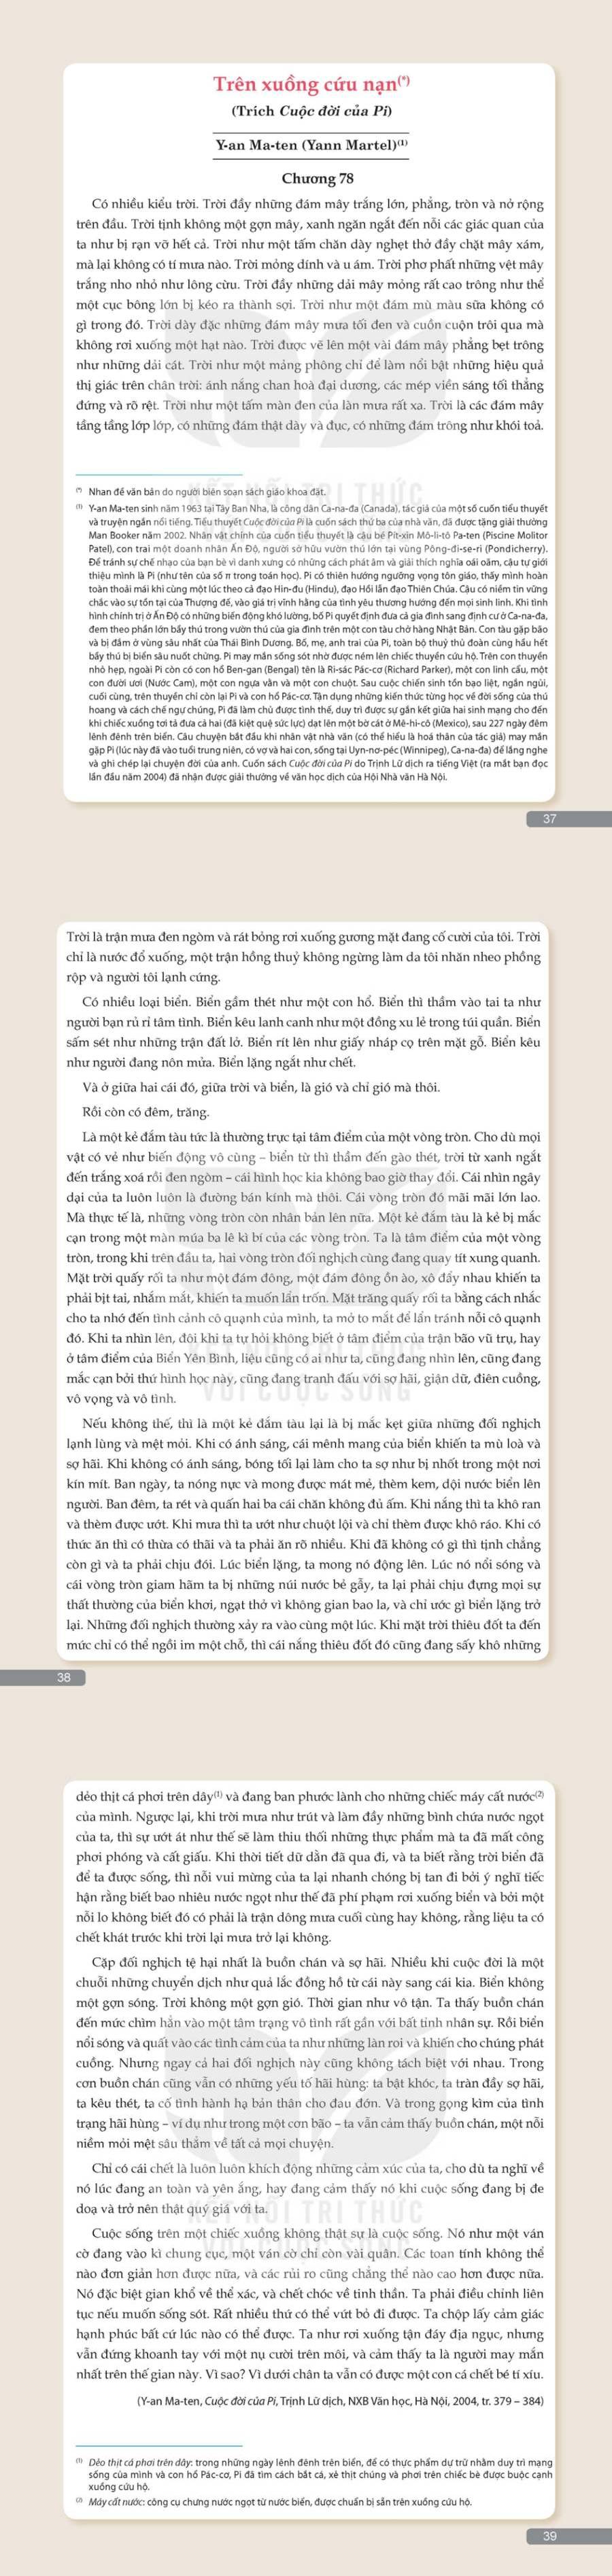 Trên xuồng cứu nạn(*)
(Trích Cuộc đời của Pi)
Y-an Ma-ten (Yann Martel)(1)
Chương 78
Có nhiều kiểu trời. Trời đầy những đám mây trắng lớn, phẳng, tròn và nở rộng
trên đầu. Trời tịnh không một gợn mây, xanh ngăn ngắt đến nỗi các giác quan của
ta như bị rạn vỡ hết cả. Trời như một tấm chăn dày nghẹt thở đầy chặt mây xám,
mà lại không có tí mưa nào. Trời mỏng dính và u ám. Trời phơ phất những vệt mây
trắng nho nhỏ như lông cừu. Trời đầy những dải mây mỏng rất cao trông như thể
một cục bông lớn bị kéo ra thành sợi. Trời như một đám mù màu sữa không có
gì trong đó. Trời dày đặc những đám mây mưa tối đen và cuồn cuộn trôi qua mà
không rơi xuống một hạt nào. Trời được vẽ lên một vài đám mây phẳng bẹt trông
như những dải cát. Trời như một mảng phông chỉ để làm nổi bật những hiệu quả
thị giác trên chân trời: ánh nắng chan hoà đại dương, các mép viền sáng tối thẳng
đứng và rõ rệt. Trời như một tấm màn đen của làn mưa rất xa. Trời là các đám mây
tầng tầng lớp lớp, có những đám thật dày và đục, có những đám trông như khói toả.
KẾT NỐI TRI THỨC
(*) Nhan đề văn bản do người biên soạn sách giáo khoa đặt.
(1) Y-an Ma-ten sinh năm 1963 tại Tây Ban Nha, là công dân Ca-na-đa (Canada), tác giả của một số cuốn tiểu thuyết
và truyện ngắn nổi tiếng. Tiểu thuyết Cuộc đời của Pi là cuốn sách thứ ba của nhà văn, đã được tặng giải thưởng
Man Booker năm 2002. Nhân vật chính của cuốn tiểu thuyết là cậu bé Pít-xin Mô-li-tô Pa-ten (Piscine Molitor
Patel), con trai một doanh nhân Ấn Độ, người sở hữu vườn thú lớn tại vùng Pông-đi-se-ri (Pondicherry).
Để tránh sự chế nhạo của bạn bè vì danh xưng có những cách phát âm và giải thích nghĩa oái oăm, cậu tự giới
thiệu mình là Pi (như tên của số π trong toán học). Pi có thiên hướng ngưỡng vọng tôn giáo, thấy mình hoàn
toàn thoải mái khi cùng một lúc theo cả đạo Hin-đu (Hindu), đạo Hồi lẫn đạo Thiên Chúa. Cậu có niềm tin vững
chắc vào sự tồn tại của Thượng đế, vào giá trị vĩnh hằng của tình yêu thương hướng đến mọi sinh linh. Khi tình
hình chính trị ở Ấn Độ có những biến động khó lường, bố Pi quyết định đưa cả gia đình sang định cư ở Ca-na-đa,
đem theo phần lớn bầy thú trong vườn thú của gia đình trên một con tàu chở hàng Nhật Bản. Con tàu gặp bão
và bị đắm ở vùng sâu nhất của Thái Bình Dương. Bố, mẹ, anh trai của Pi, toàn bộ thuỷ thủ đoàn cùng hầu hết
bầy thú bị biển sâu nuốt chửng. Pi may mắn sống sót nhờ được ném lên chiếc thuyền cứu hộ. Trên con thuyền
nhỏ hẹp, ngoài Pi còn có con hổ Ben-gan (Bengal) tên là Ri-sác Pác-cơ (Richard Parker), một con linh cẩu, một
con đười ươi (Nước Cam), một con ngựa vằn và một con chuột. Sau cuộc chiến sinh tồn bạo liệt, ngắn ngủi,
cuối cùng, trên thuyền chỉ còn lại Pi và con hổ Pác-cơ. Tận dụng những kiến thức từng học về đời sống của thú
hoang và cách chế ngự chúng, Pi đã làm chủ được tình thế, duy trì được sự gắn kết giữa hai sinh mạng cho đến
khi chiếc xuồng tơi tả đưa cả hai (đã kiệt quệ sức lực) dạt lên một bờ cát ở Mê-hi-cô (Mexico), sau 227 ngày đêm
lênh đênh trên biển. Câu chuyện bắt đầu khi nhân vật nhà văn (có thể hiểu là hoá thân của tác giả) may mắn
gặp Pi (lúc này đã vào tuổi trung niên, có vợ và hai con, sống tại Uyn-nơ-péc (Winnipeg), Ca-na-đa) để lắng nghe
và ghi chép lại chuyện đời của anh. Cuốn sách Cuộc đời của Pi do Trịnh Lữ dịch ra tiếng Việt (ra mắt bạn đọc
lần đầu năm 2004) đã nhận được giải thưởng về văn học dịch của Hội Nhà văn Hà Nội.
37
Trời là trận mưa đen ngòm và rát bỏng rơi xuống gương mặt đang cố cười của tôi. Trời
chỉ là nước đổ xuống, một trận hồng thuỷ không ngừng làm da tôi nhăn nheo phồng
rộp và người tôi lạnh cứng.
Có nhiều loại biển. Biển gầm thét như một con hổ. Biển thì thầm vào tai ta như
người bạn rủ rỉ tâm tình. Biển kêu lanh canh như một đồng xu lẻ trong túi quần. Biển
sấm sét như những trận đất lở. Biển rít lên như giấy nháp cọ trên mặt gỗ. Biển kêu
như người đang nôn mửa. Biển lặng ngắt như chết.
Và ở giữa hai cái đó, giữa trời và biển, là gió và chỉ gió mà thôi.
Rồi còn có đêm, trăng.
Là một kẻ đắm tàu tức là thường trực tại tâm điểm của một vòng tròn. Cho dù mọi
vật có vẻ như biến động vô cùng – biển từ thì thầm đến gào thét, trời từ xanh ngắt
đến trắng xoá rồi đen ngòm – cái hình học kia không bao giờ thay đổi. Cái nhìn ngây
dại của ta luôn luôn là đường bán kính mà thôi. Cái vòng tròn đó mãi mãi lớn lao.
Mà thực tế là, những vòng tròn còn nhân bản lên nữa. Một kẻ đắm tàu là kẻ bị mắc
cạn trong một màn múa ba lê kì bí của các vòng tròn. Ta là tâm điểm của một vòng
tròn, trong khi trên đầu ta, hai vòng tròn đối nghịch cùng đang quay tít xung quanh.
Mặt trời quấy rối ta như một đám đông, một đám đông ồn ào, xô đẩy nhau khiến ta
phải bịt tai, nhắm mắt, khiến ta muốn lẩn trốn. Mặt trăng quấy rối ta bằng cách nhắc
cho ta nhớ đến tình cảnh cô quạnh của mình, ta mở to mắt để lẩn tránh nỗi cô quạnh
đó. Khi ta nhìn lên, đôi khi ta tự hỏi không biết ở tâm điểm của trận bão vũ trụ, hay
ở tâm điểm của Biển Yên Bình, liệu cũng có ai như ta, cũng đang nhìn lên, cũng đang
mắc cạn bởi thứ hình học này, cũng đang tranh đấu với sợ hãi, giận dữ, điên cuồng,
vô vọng và vô tình.
KẾT NỐI TRI THỨC
VỚI CUỘC SỐNG
Nếu không thế, thì là một kẻ đắm tàu lại là bị mắc kẹt giữa những đối nghịch
lạnh lùng và mệt mỏi. Khi có ánh sáng, cái mênh mang của biển khiến ta mù loà và
sợ hãi. Khi không có ánh sáng, bóng tối lại làm cho ta sợ như bị nhốt trong một nơi
kín mít. Ban ngày, ta nóng nực và mong được mát mẻ, thèm kem, dội nước biển lên
người. Ban đêm, ta rét và quấn hai ba cái chăn không đủ ấm. Khi nắng thì ta khô ran
và thèm được ướt. Khi mưa thì ta ướt như chuột lội và chỉ thèm được khô ráo. Khi có
thức ăn thì có thừa có thãi và ta phải ăn rõ nhiều. Khi đã không có gì thì tịnh chẳng
còn gì và ta phải chịu đói. Lúc biển lặng, ta mong nó động lên. Lúc nó nổi sóng và
cái vòng tròn giam hãm ta bị những núi nước bẻ gẫy, ta lại phải chịu đựng mọi sự
thất thường của biển khơi, ngạt thở vì không gian bao la, và chỉ ước gì biển lặng trở
lại. Những đối nghịch thường xảy ra vào cùng một lúc. Khi mặt trời thiêu đốt ta đến
mức chỉ có thể ngồi im một chỗ, thì cái nắng thiêu đốt đó cũng đang sấy khô những
38
dẻo thịt cá phơi trên dây(1) và đang ban phước lành cho những chiếc máy cất nước(2)
của mình. Ngược lại, khi trời mưa như trút và làm đầy những bình chứa nước ngọt
của ta, thì sự ướt át như thế sẽ làm thiu thối những thực phẩm mà ta đã mất công
phơi phóng và cất giấu. Khi thời tiết dữ dằn đã qua đi, và ta biết rằng trời biển đã
để ta được sống, thì nỗi vui mừng của ta lại nhanh chóng bị tan đi bởi ý nghĩ tiếc
hận rằng biết bao nhiêu nước ngọt như thế đã phí phạm rơi xuống biển và bởi một
nỗi lo không biết đó có phải là trận dông mưa cuối cùng hay không, rằng liệu ta có
chết khát trước khi trời lại mưa trở lại không.
Cặp đối nghịch tệ hại nhất là buồn chán và sợ hãi. Nhiều khi cuộc đời là một
chuỗi những chuyển dịch như quả lắc đồng hồ từ cái này sang cái kia. Biển không
một gợn sóng. Trời không một gợn gió. Thời gian như vô tận. Ta thấy buồn chán
đến mức chìm hẳn vào một tâm trạng vô tình rất gần với bất tỉnh nhân sự. Rồi biển
nổi sóng và quất vào các tình cảm của ta như những làn roi và khiến cho chúng phát
cuồng. Nhưng ngay cả hai đối nghịch này cũng không tách biệt với nhau. Trong
cơn buồn chán cũng vẫn có những yếu tố hãi hùng: ta bật khóc, ta tràn đầy sợ hãi,
ta kêu thét, ta cố tình hành hạ bản thân cho đau đớn. Và trong gọng kìm của tình
trạng hãi hùng – ví dụ như trong một cơn bão – ta vẫn cảm thấy buồn chán, một nỗi
niềm mỏi mệt sâu thẳm về tất cả mọi chuyện.
Chỉ có cái chết là luôn luôn khích động những cảm xúc của ta, cho dù ta nghĩ về
nó lúc đang an toàn và yên ắng, hay đang cảm thấy nó khi cuộc sống đang bị đe
doạ và trở nên thật quý giá với ta.
KẾT NỐI TRI THỨC
VỚI CUỘC SỐNG
Cuộc sống trên một chiếc xuồng không thật sự là cuộc sống. Nó như một ván
cờ đang vào kì chung cục, một ván cờ chỉ còn vài quân. Các toan tính không thể
nào đơn giản hơn được nữa, và các rủi ro cũng chẳng thể nào cao hơn được nữa.
Nó đặc biệt gian khổ về thể xác, và chết chóc về tinh thần. Ta phải điều chỉnh liên
tục nếu muốn sống sót. Rất nhiều thứ có thể vứt bỏ đi được. Ta chộp lấy cảm giác
hạnh phúc bất cứ lúc nào có thể được. Ta như rơi xuống tận đáy địa ngục, nhưng
vẫn đứng khoanh tay với một nụ cười trên môi, và cảm thấy ta là người may mắn
nhất trên thế gian này. Vì sao? Vì dưới chân ta vẫn có được một con cá chết bé tí xíu.
(Y-an Ma-ten, Cuộc đời của Pi, Trịnh Lữ dịch, NXB Văn học, Hà Nội, 2004, tr. 379 – 384)
(1) Dẻo thịt cá phơi trên dây: trong những ngày lênh đênh trên biển, để có thực phẩm dự trữ nhằm duy trì mạng
sống của mình và con hổ Pác-cơ, Pi đã tìm cách bắt cá, xẻ thịt chúng và phơi trên chiếc bè được buộc cạnh
xuồng cứu hộ.
(2) Máy cất nước: công cụ chưng nước ngọt từ nước biển, được chuẩn bị sẵn trên xuồng cứu hộ.
39